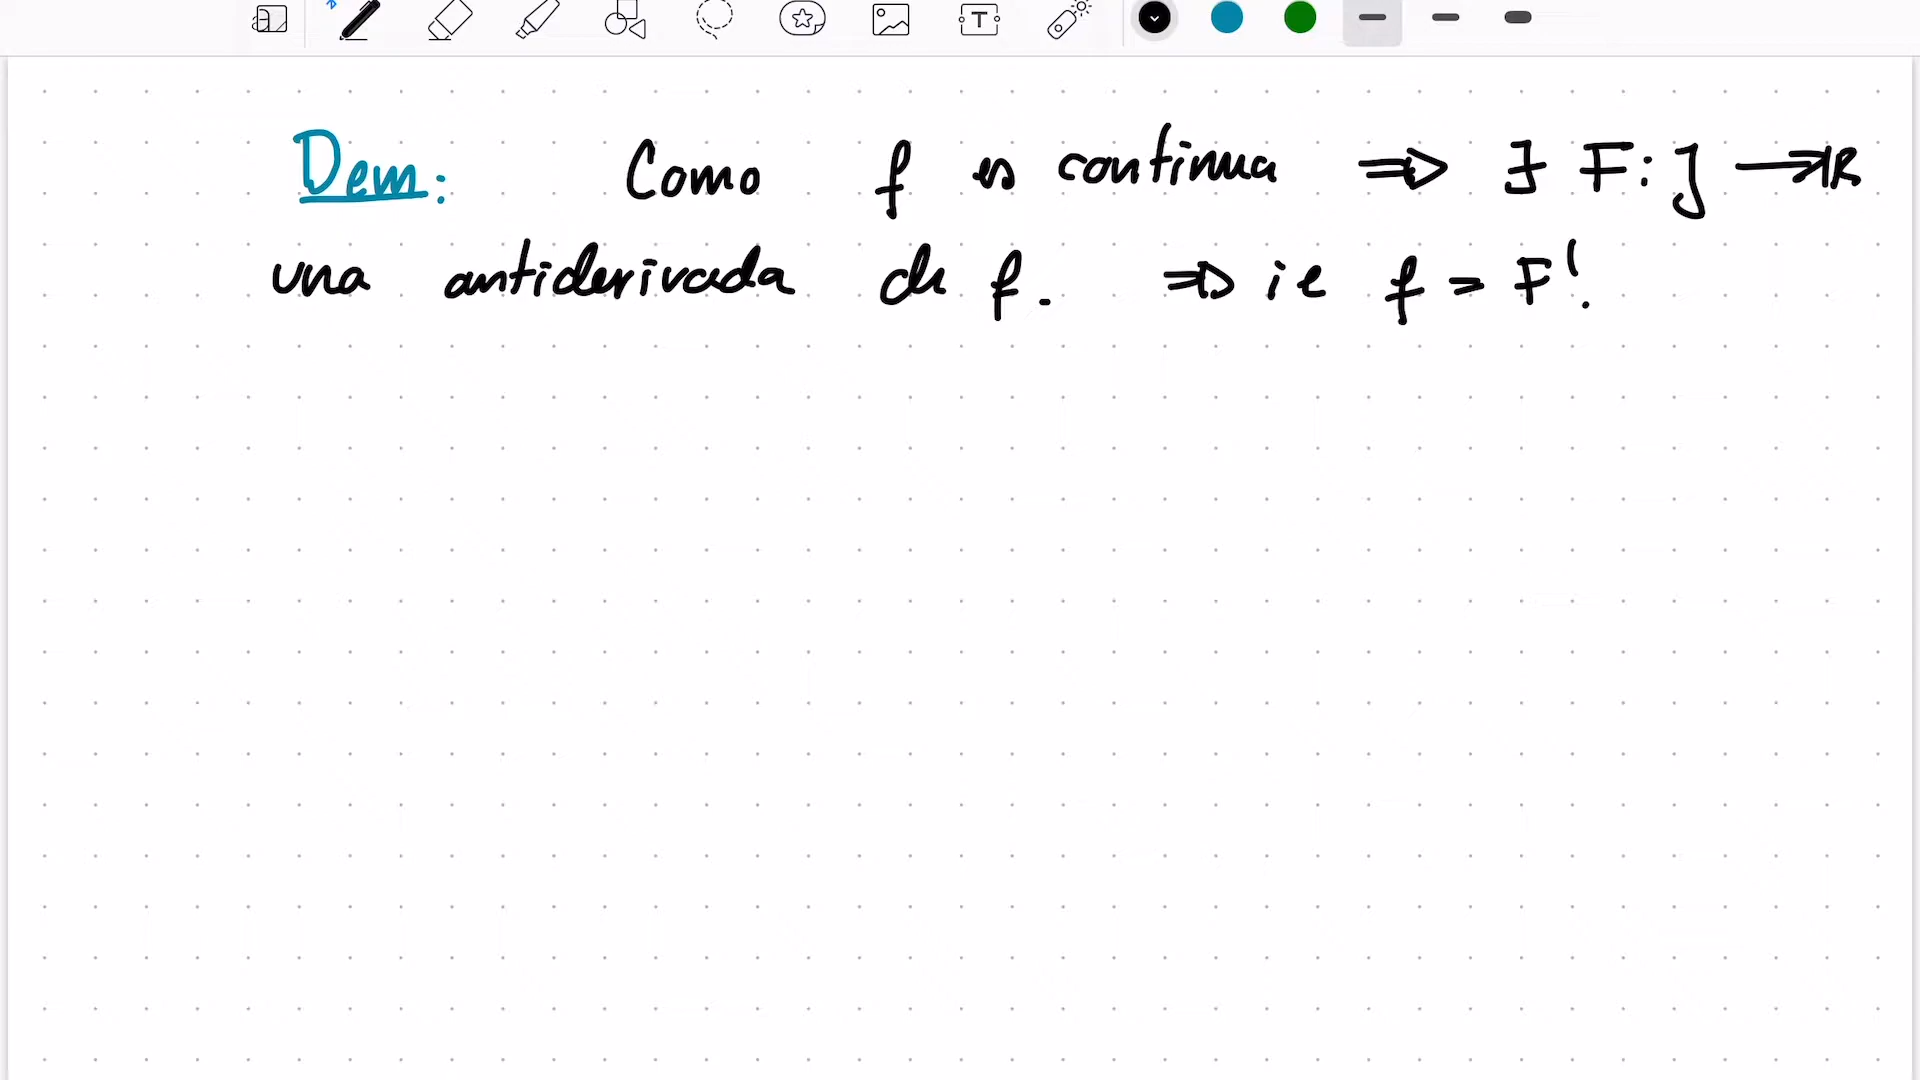 Dem: Como f es continua ⇒ ∃ F: J → ℝ
una antiderivada de f. ⇒ ie f = F'.